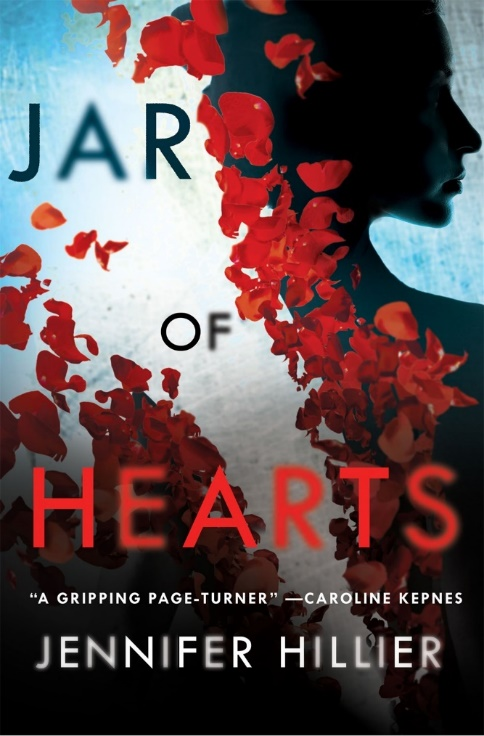 JAR
OF
HEARTS
“A GRIPPING PAGE-TURNER” —CAROLINE KEPNES
JENNIFER HILLIER